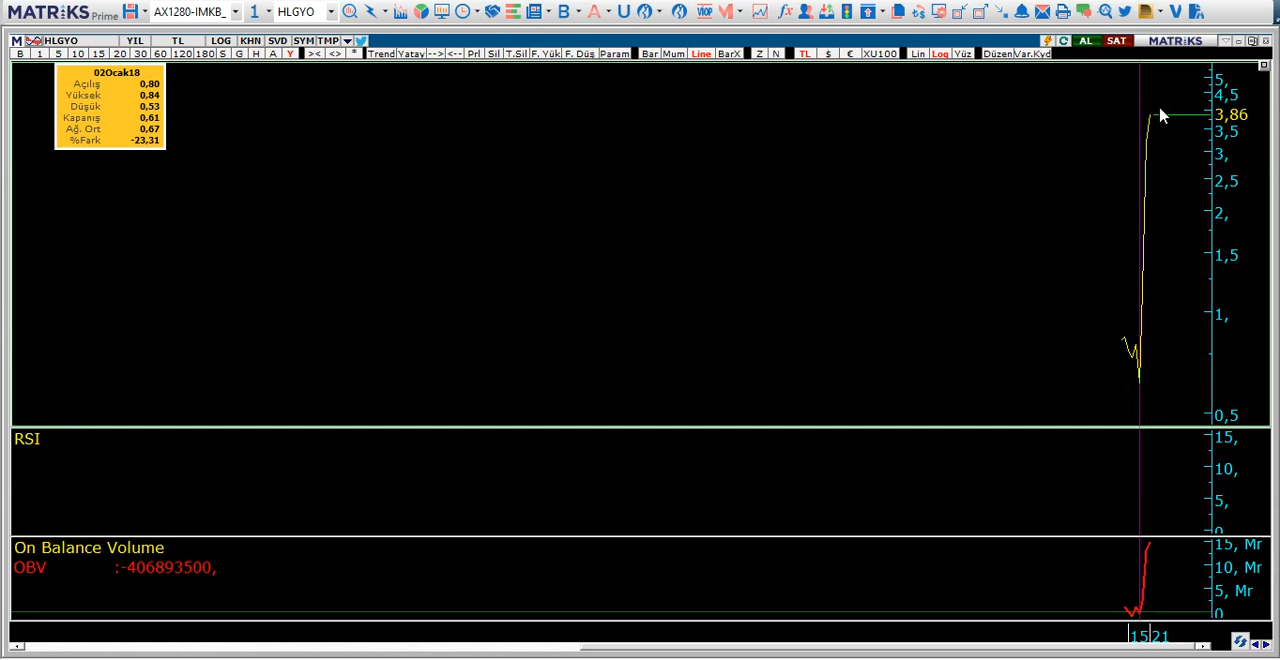 MATRiKS Prime AX1280-IMKB_ 1 HLGYO B A U VIOP fx V
M HLGYO YIL TL LOG KHN SVD SYM TMP AL SAT MATRiKS
B 1 5 10 15 20 30 60 120 180 S G H A Y >< <> * Trend Yatay --> <-- Prl Sil T.Sil F. Yük F. Düş Param Bar Mum Line BarX Z N TL $ € XU100 Lin Log Yüz Düzen Var.Kyd
02Ocak18
Açılış 0,80
Yüksek 0,84
Düşük 0,53
Kapanış 0,61
Ağ. Ort 0,67
%Fark -23,31
5,
4,5
3,86
3,5
3,
2,5
2,
1,5
1,
0,5
RSI
15,
10,
5,
0
On Balance Volume
OBV :-406893500,
15, Mr
10, Mr
5, Mr
0
15 21